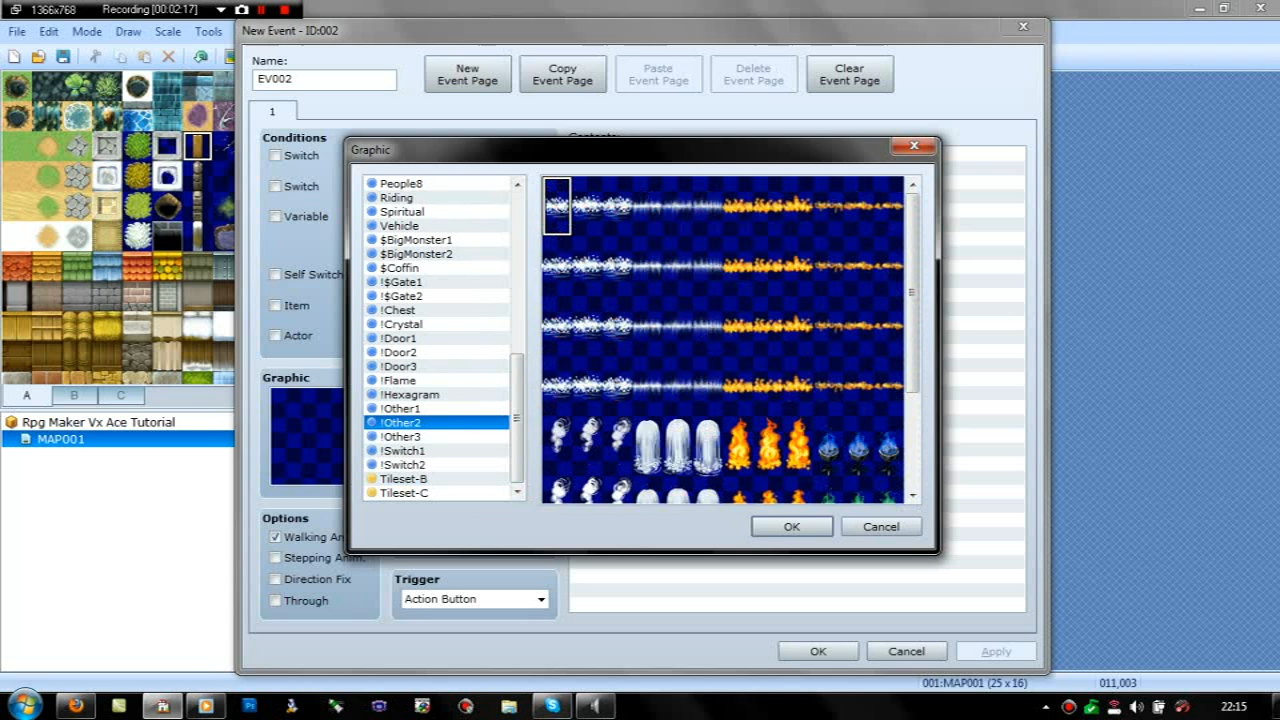 1366x768 Recording [00:02:17]
File Edit Mode Draw Scale Tools
New Event - ID:002
Name:
EV002
New Event Page
Copy Event Page
Paste Event Page
Delete Event Page
Clear Event Page
1
Conditions
Switch
Switch
Variable
Self Switch
Item
Actor
Graphic
Options
Walking An
Stepping Anim.
Direction Fix
Through
Trigger
Action Button
OK
Cancel
Apply
Graphic
People8
Riding
Spiritual
Vehicle
$BigMonster1
$BigMonster2
$Coffin
!$Gate1
!$Gate2
!Chest
!Crystal
!Door1
!Door2
!Door3
!Flame
!Hexagram
!Other1
!Other2
!Other3
!Switch1
!Switch2
Tileset-B
Tileset-C
OK
Cancel
A B C
Rpg Maker Vx Ace Tutorial
MAP001
001:MAP001 (25 x 16)
011,003
22:15